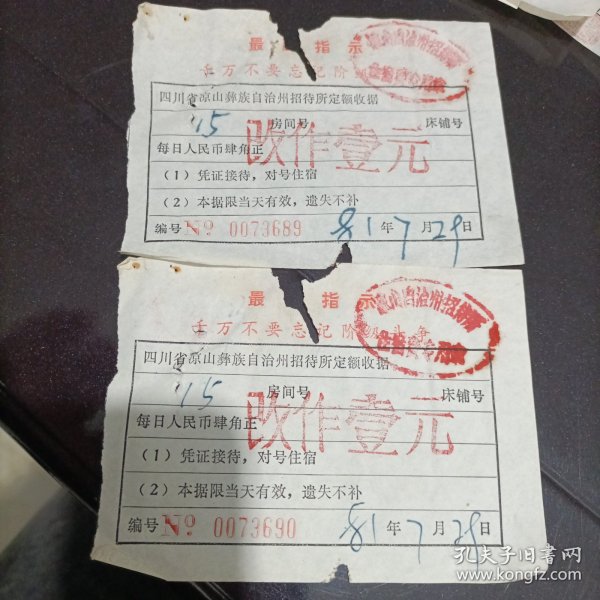 最 指 示
千万不要忘记阶级
四川省凉山彝族自治州招待所定额收据
15 房间号 床铺号
每日人民币肆角正
改作壹元
(1) 凭证接待，对号住宿
(2) 本据限当天有效，遗失不补
编号 Nº 0073689 81 年 7 月 29 日
最 指 示
千万不要忘记阶级斗争
四川省凉山彝族自治州招待所定额收据
15 房间号 床铺号
每日人民币肆角正
改作壹元
(1) 凭证接待，对号住宿
(2) 本据限当天有效，遗失不补
编号 Nº 0073690 81 年 7 月 29 日
孔夫子旧书网
www.kongfz.com